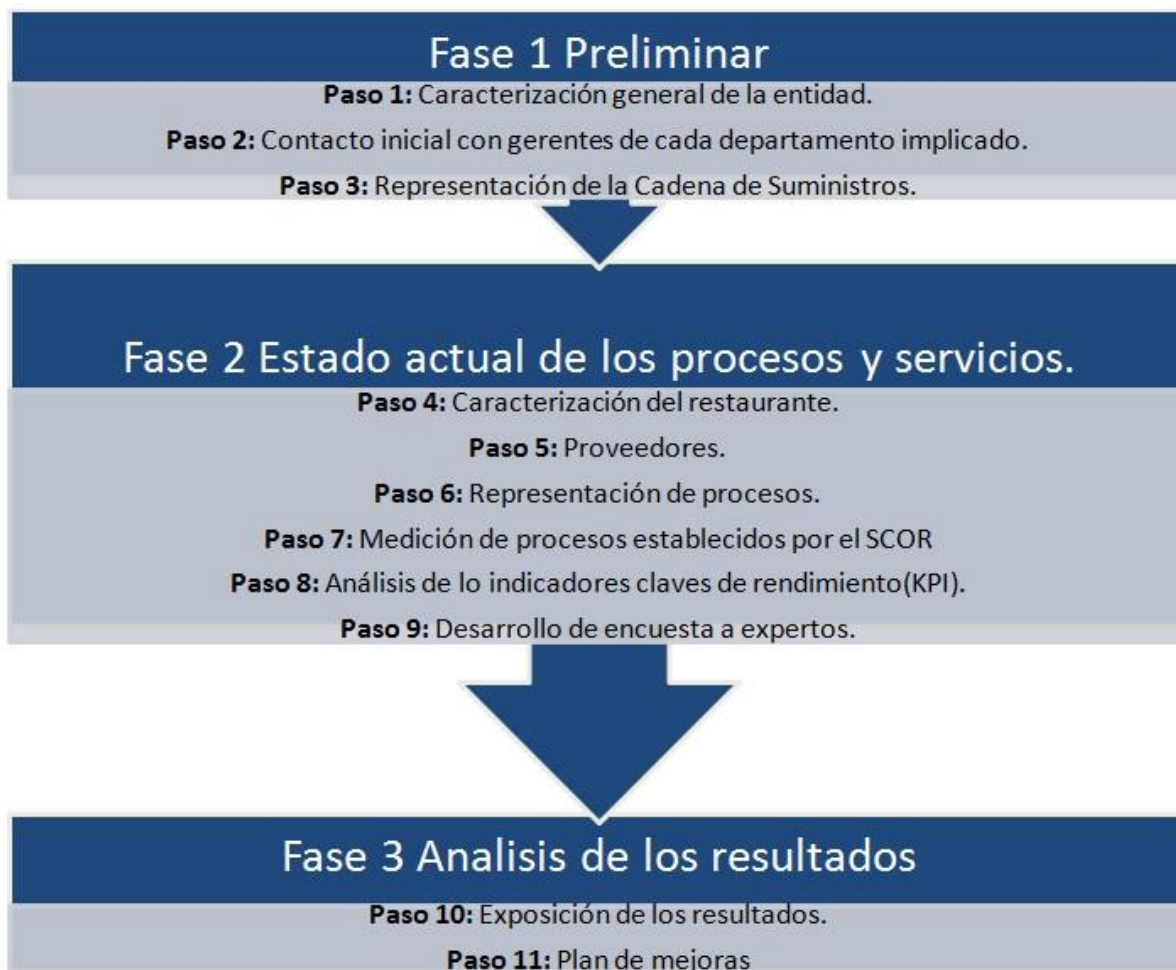 Fase 1 Preliminar
Paso 1: Caracterización general de la entidad.
Paso 2: Contacto inicial con gerentes de cada departamento implicado.
Paso 3: Representación de la Cadena de Suministros.
Fase 2 Estado actual de los procesos y servicios.
Paso 4: Caracterización del restaurante.
Paso 5: Proveedores.
Paso 6: Representación de procesos.
Paso 7: Medición de procesos establecidos por el SCOR
Paso 8: Análisis de lo indicadores claves de rendimiento(KPI).
Paso 9: Desarrollo de encuesta a expertos.
Fase 3 Analisis de los resultados
Paso 10: Exposición de los resultados.
Paso 11: Plan de mejoras